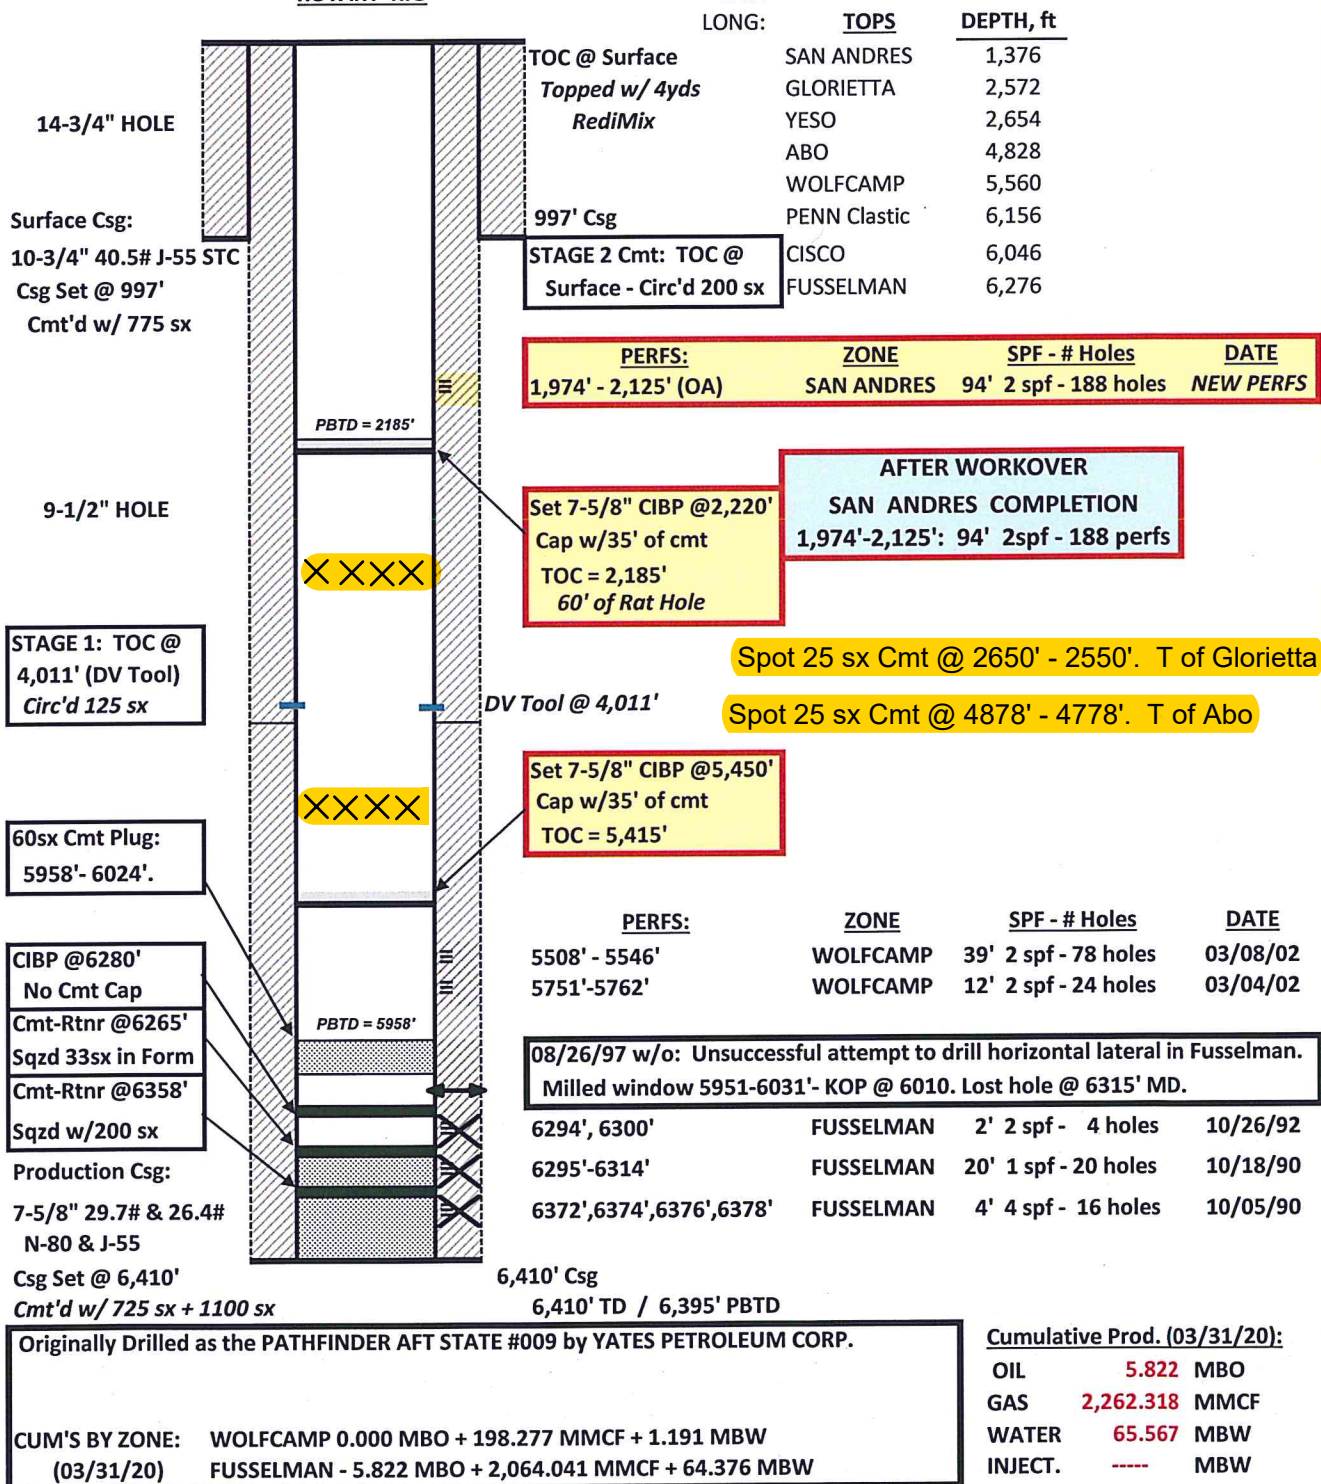 LONG: TOPS DEPTH, ft
SAN ANDRES 1,376
GLORIETTA 2,572
YESO 2,654
ABO 4,828
WOLFCAMP 5,560
PENN Clastic 6,156
CISCO 6,046
FUSSELMAN 6,276
TOC @ Surface
Topped w/ 4yds
RediMix
14-3/4" HOLE
997' Csg
Surface Csg:
10-3/4" 40.5# J-55 STC
Csg Set @ 997'
Cmt'd w/ 775 sx
STAGE 2 Cmt: TOC @
Surface - Circ'd 200 sx
PERFS: ZONE SPF - # Holes DATE
1,974' - 2,125' (OA) SAN ANDRES 94' 2 spf - 188 holes NEW PERFS
PBTD = 2185'
AFTER WORKOVER
SAN ANDRES COMPLETION
1,974'-2,125': 94' 2spf - 188 perfs
9-1/2" HOLE
Set 7-5/8" CIBP @2,220'
Cap w/35' of cmt
TOC = 2,185'
60' of Rat Hole
XXXX
STAGE 1: TOC @
4,011' (DV Tool)
Circ'd 125 sx
Spot 25 sx Cmt @ 2650' - 2550'. T of Glorietta
DV Tool @ 4,011'
Spot 25 sx Cmt @ 4878' - 4778'. T of Abo
Set 7-5/8" CIBP @5,450'
Cap w/35' of cmt
TOC = 5,415'
XXXX
60sx Cmt Plug:
5958'- 6024'.
PERFS: ZONE SPF - # Holes DATE
5508' - 5546' WOLFCAMP 39' 2 spf - 78 holes 03/08/02
5751'-5762' WOLFCAMP 12' 2 spf - 24 holes 03/04/02
CIBP @6280'
No Cmt Cap
Cmt-Rtnr @6265'
Sqzd 33sx in Form
Cmt-Rtnr @6358'
Sqzd w/200 sx
PBTD = 5958'
08/26/97 w/o: Unsuccessful attempt to drill horizontal lateral in Fusselman.
Milled window 5951-6031'- KOP @ 6010. Lost hole @ 6315' MD.
6294', 6300' FUSSELMAN 2' 2 spf - 4 holes 10/26/92
6295'-6314' FUSSELMAN 20' 1 spf - 20 holes 10/18/90
6372',6374',6376',6378' FUSSELMAN 4' 4 spf - 16 holes 10/05/90
Production Csg:
7-5/8" 29.7# & 26.4#
N-80 & J-55
Csg Set @ 6,410'
Cmt'd w/ 725 sx + 1100 sx
6,410' Csg
6,410' TD / 6,395' PBTD
Originally Drilled as the PATHFINDER AFT STATE #009 by YATES PETROLEUM CORP.
CUM'S BY ZONE: WOLFCAMP 0.000 MBO + 198.277 MMCF + 1.191 MBW
(03/31/20) FUSSELMAN - 5.822 MBO + 2,064.041 MMCF + 64.376 MBW
Cumulative Prod. (03/31/20):
OIL 5.822 MBO
GAS 2,262.318 MMCF
WATER 65.567 MBW
INJECT. ----- MBW